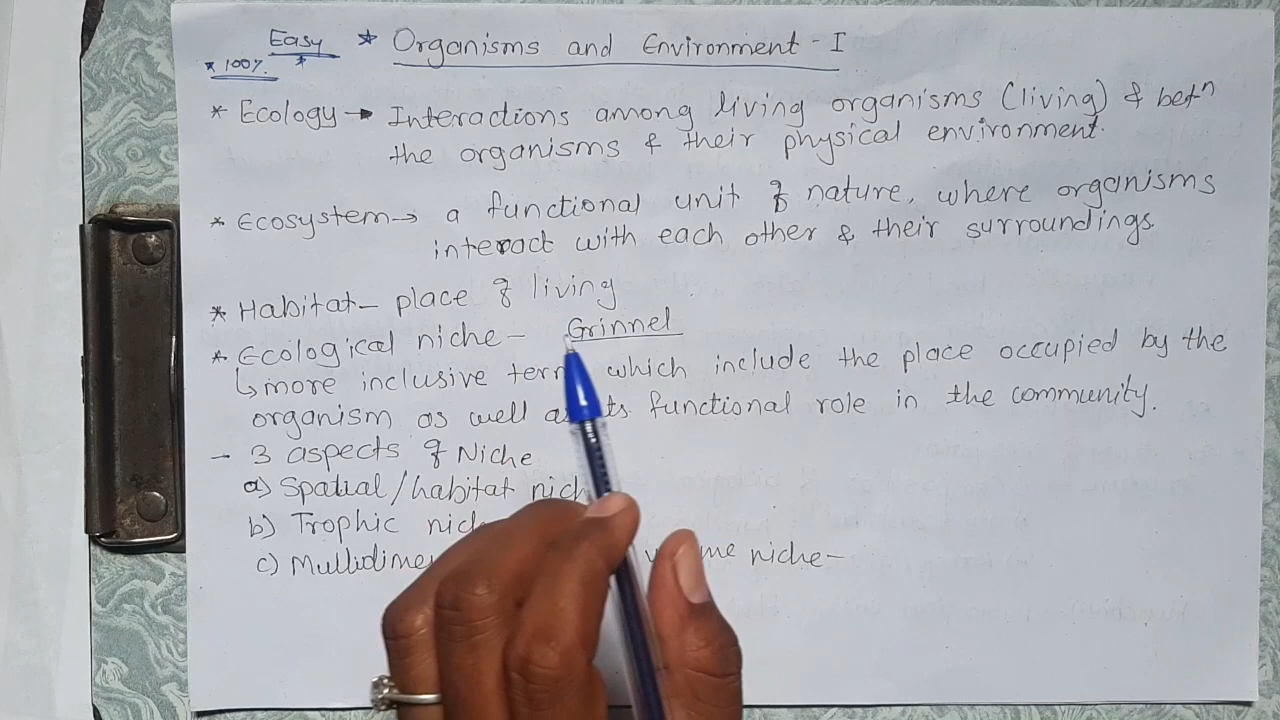 Easy * Organisms and Environment - I
* 100%. *
* Ecology → Interactions among living organisms (living) & betn
the organisms & their physical environment.
* Ecosystem → a functional unit of nature, where organisms
interact with each other & their surroundings.
* Habitat - place of living
* Ecological niche - Grinnel
↳ more inclusive term which include the place occupied by the
organism as well as its functional role in the community.
- 3 aspects of Niche
a) Spatial/habitat
b) Trophic
c) niche -